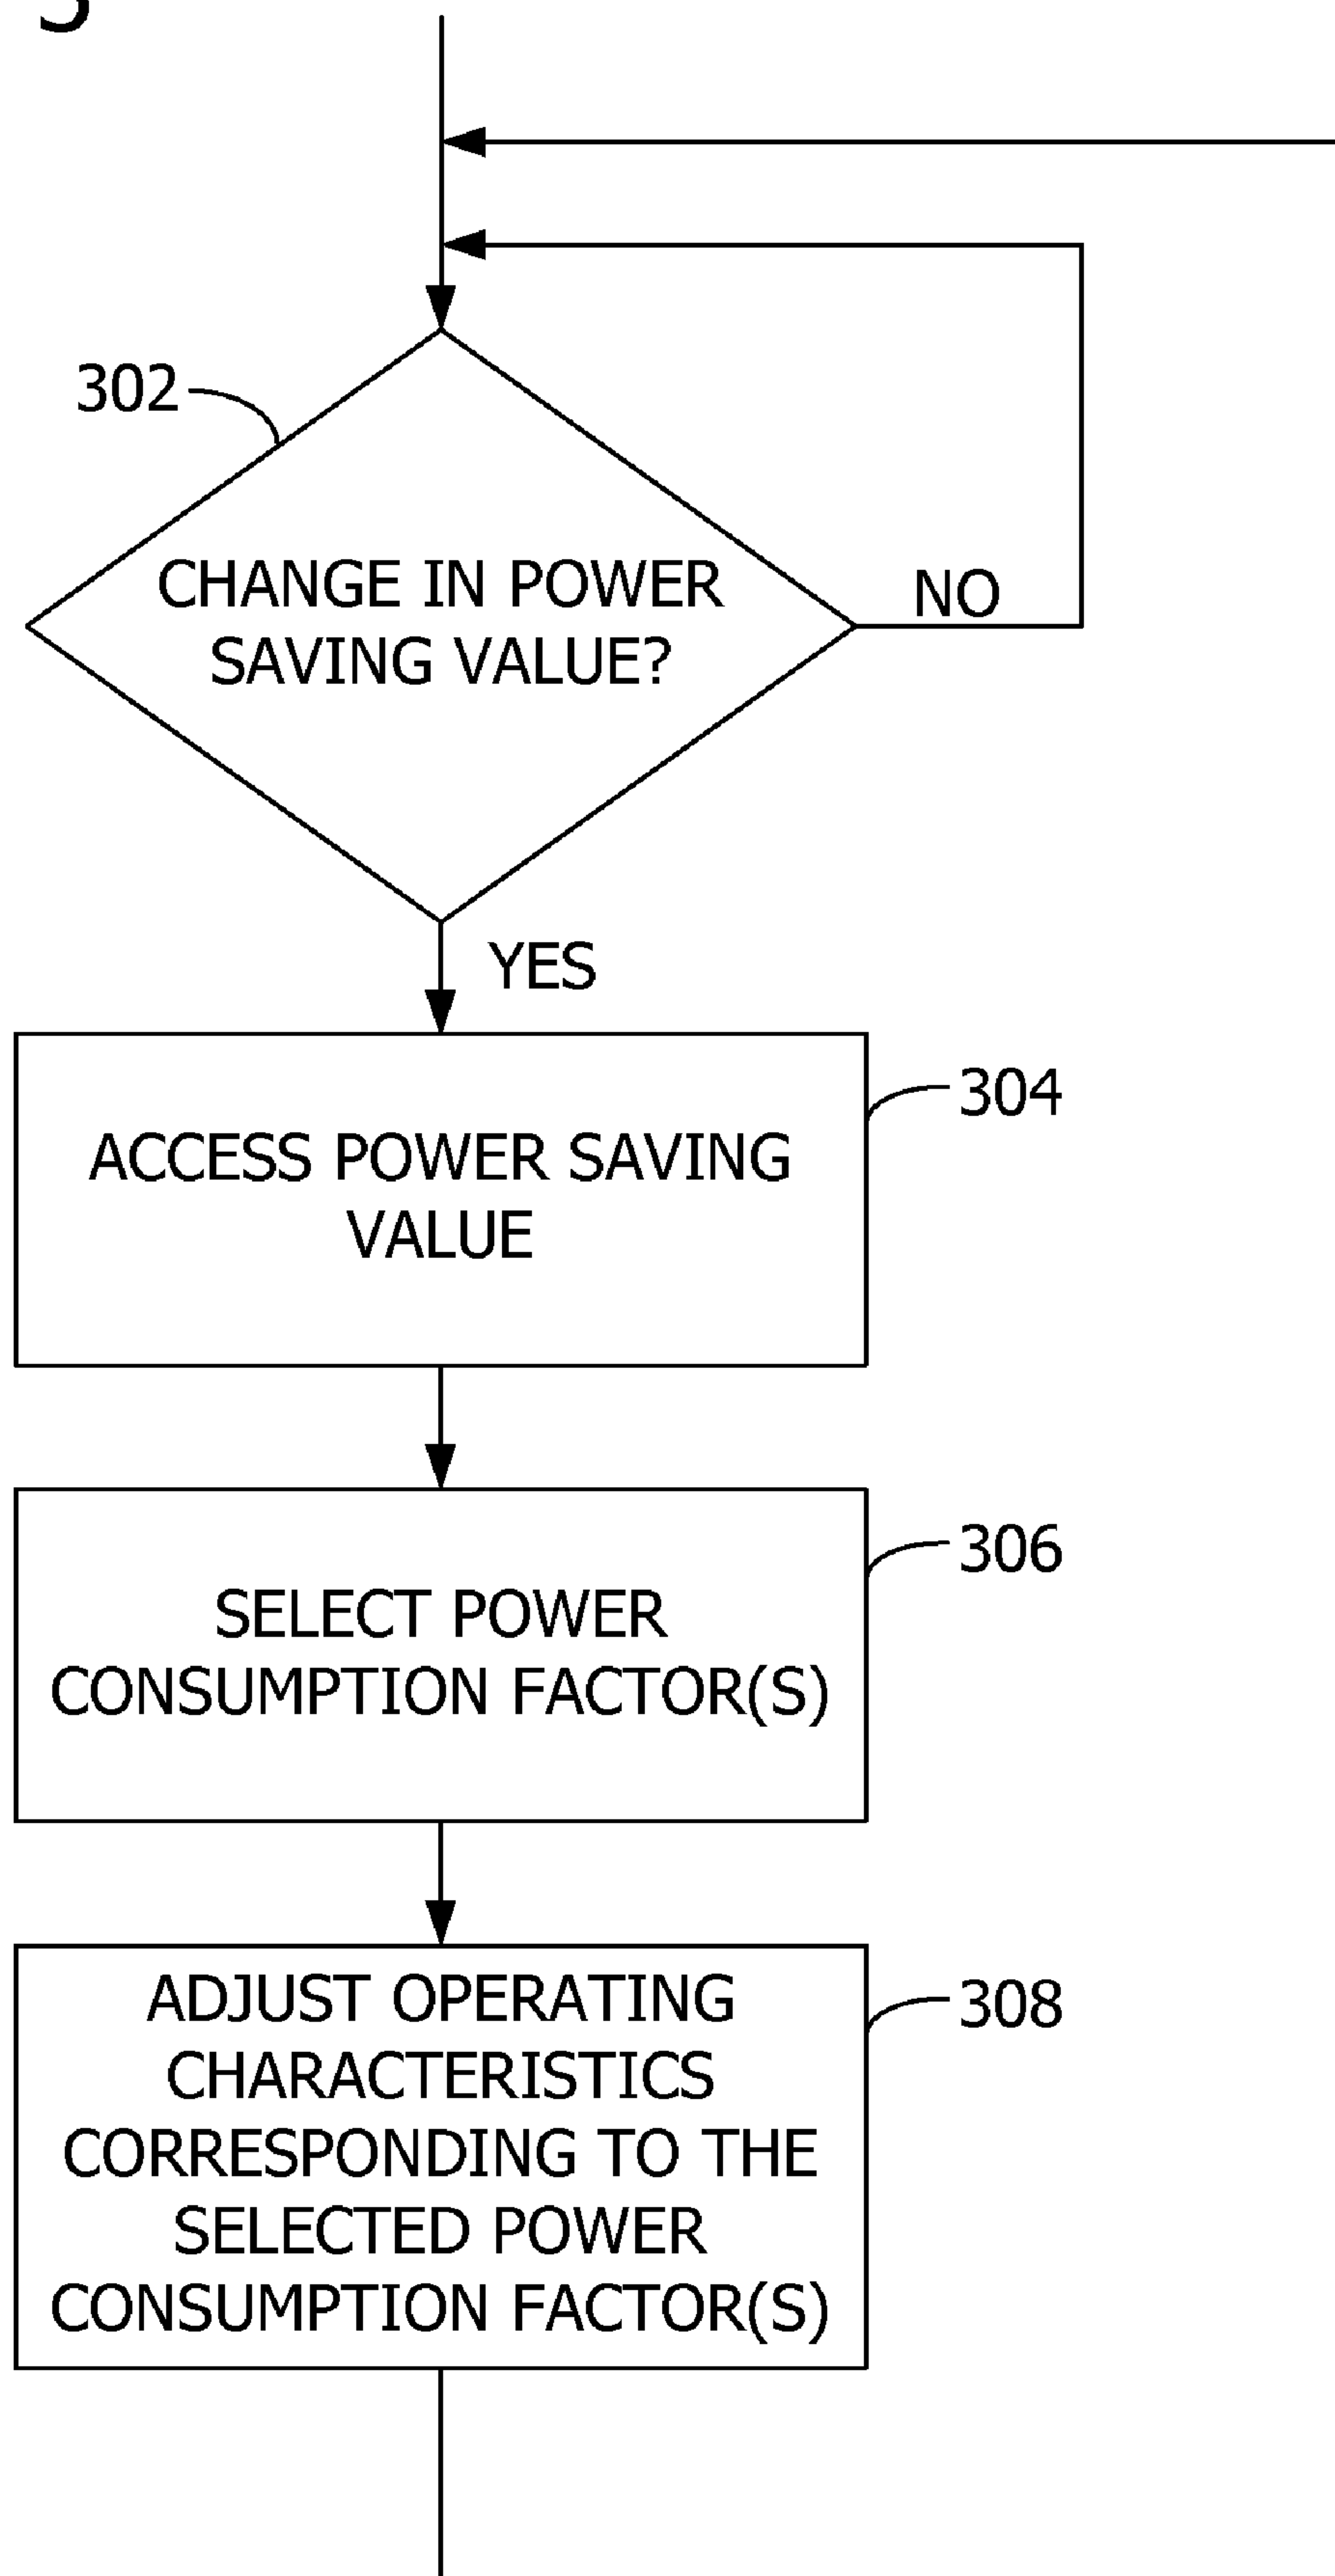 302
CHANGE IN POWER
SAVING VALUE?
NO
YES
304
ACCESS POWER SAVING
VALUE
306
SELECT POWER
CONSUMPTION FACTOR(S)
308
ADJUST OPERATING
CHARACTERISTICS
CORRESPONDING TO THE
SELECTED POWER
CONSUMPTION FACTOR(S)